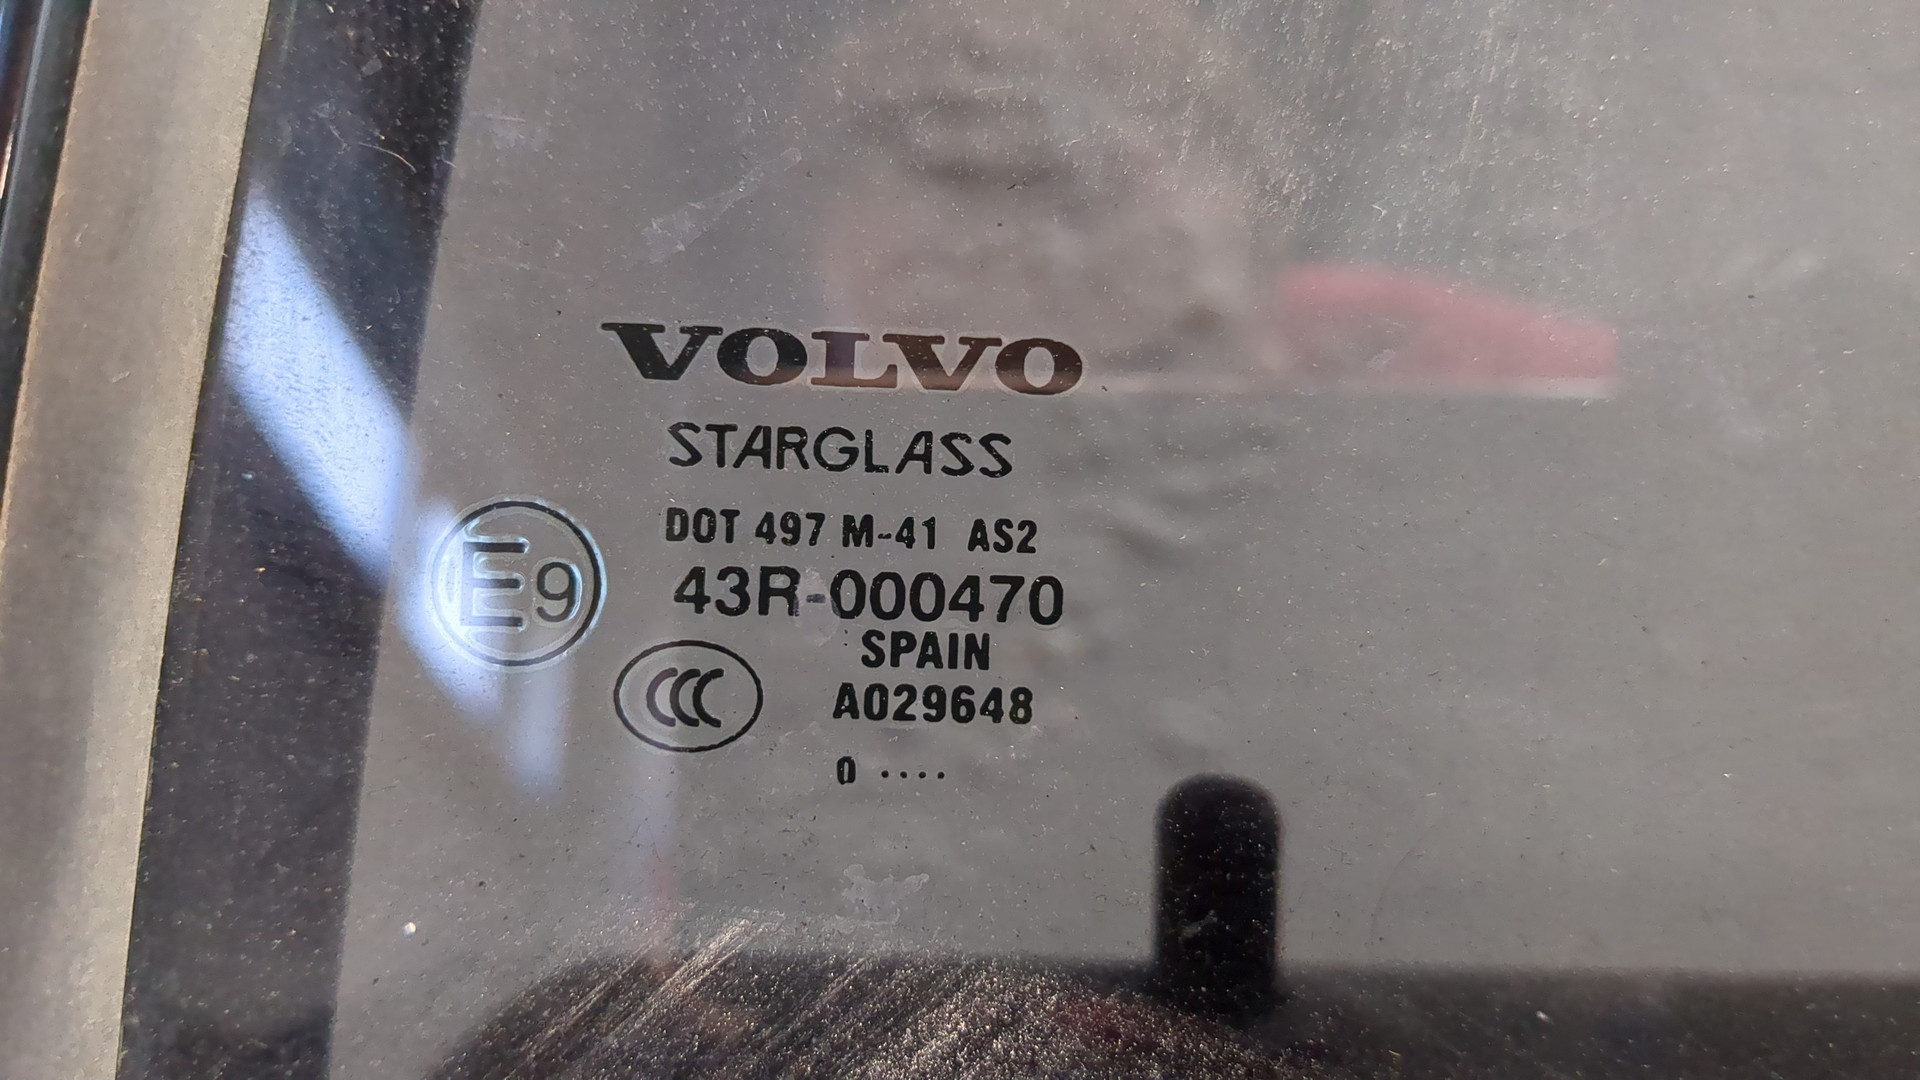 VOLVO
STARGLASS
DOT 497 M-41 AS2
E9
43R-000470
SPAIN
CCC
A029648
0 ····